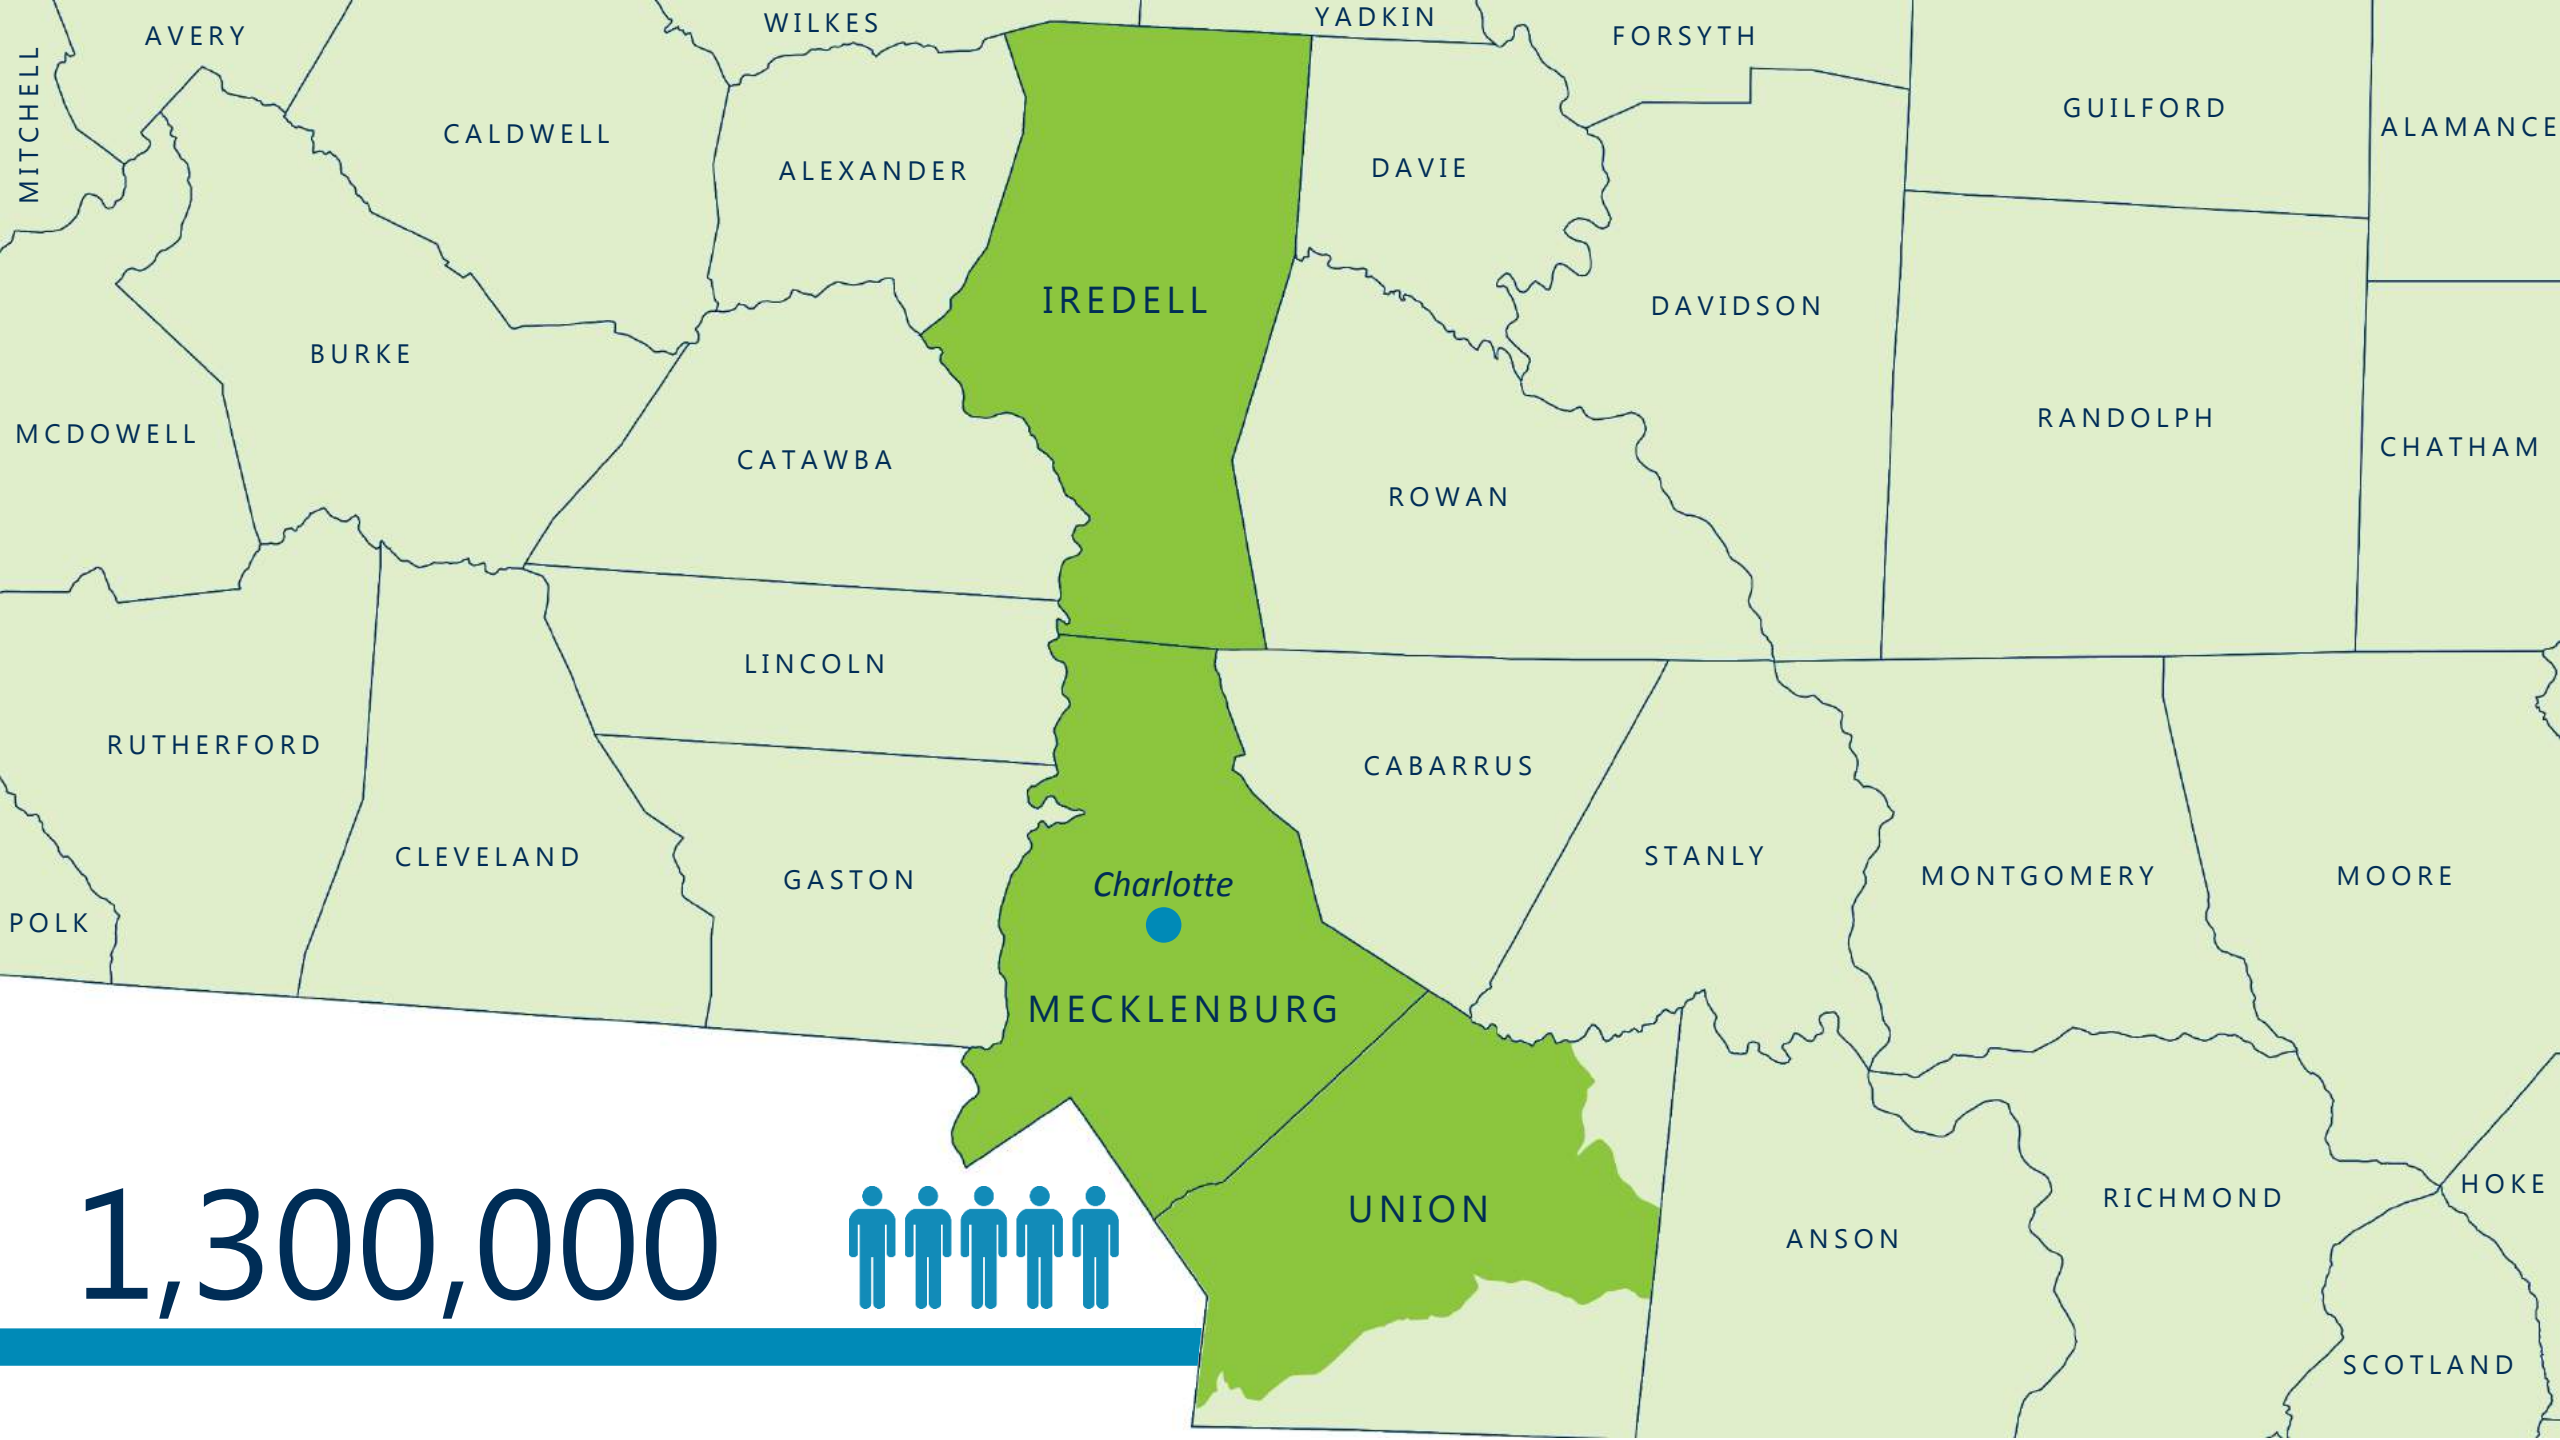 WILKES
YADKIN
AVERY
FORSYTH
MITCHELL
GUILFORD
CALDWELL
ALAMANCE
ALEXANDER
DAVIE
IREDELL
DAVIDSON
BURKE
RANDOLPH
MCDOWELL
CHATHAM
CATAWBA
ROWAN
LINCOLN
RUTHERFORD
CABARRUS
CLEVELAND
STANLY
GASTON
Charlotte
MONTGOMERY
MOORE
POLK
MECKLENBURG
HOKE
RICHMOND
UNION
ANSON
1,300,000
SCOTLAND